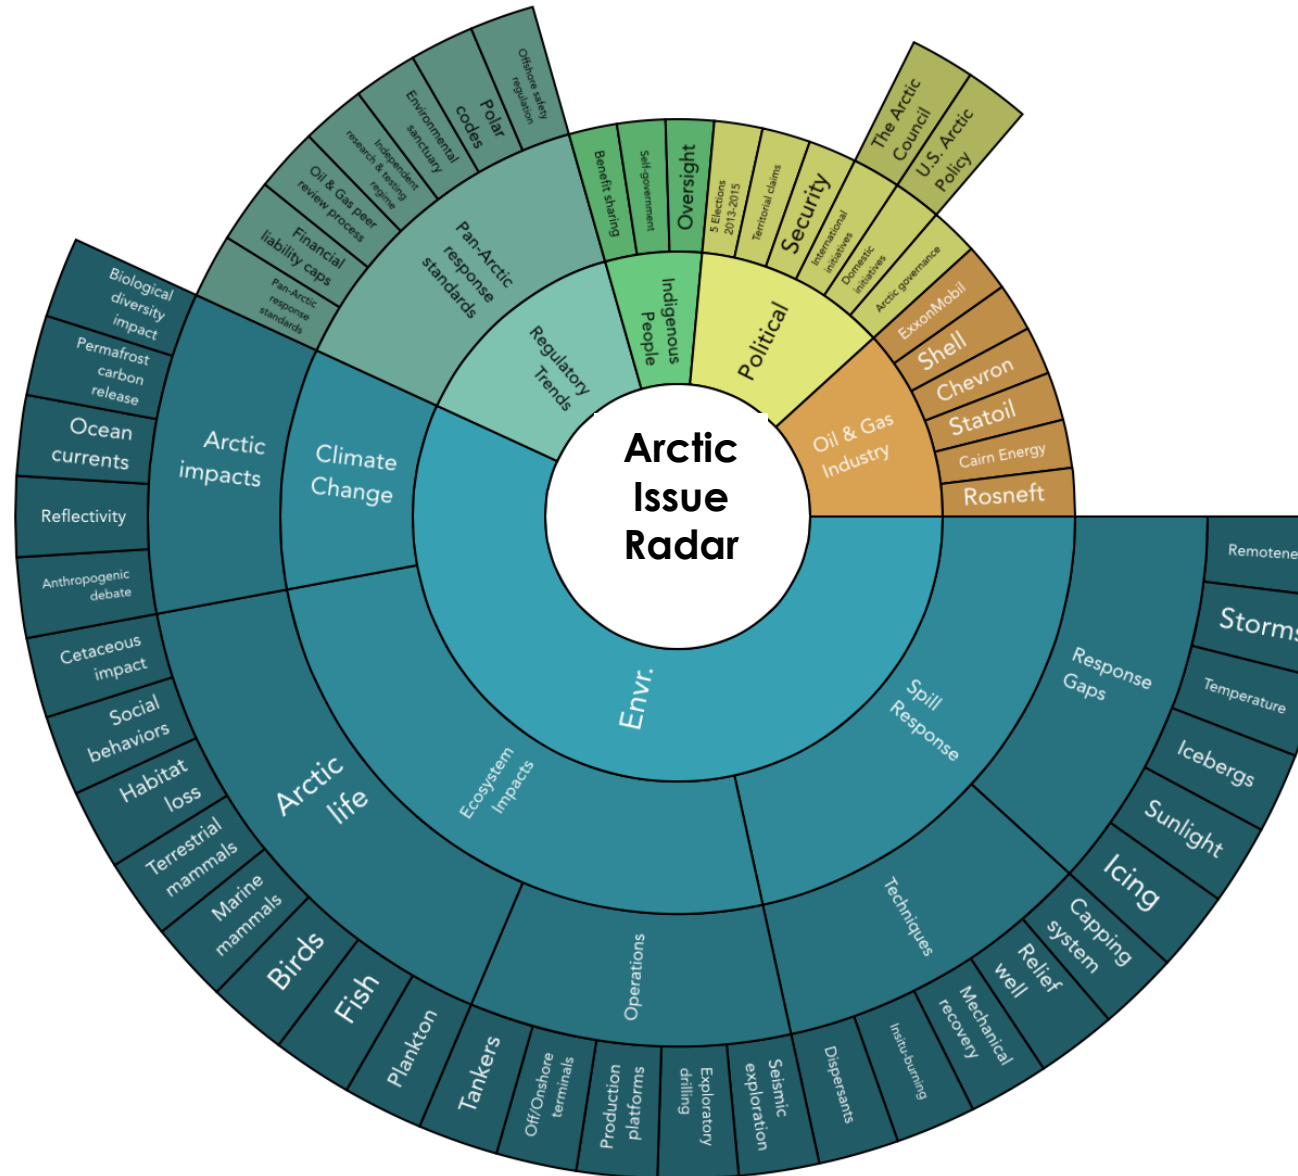 Arctic
Issue
Radar
Regulatory
Trends
Pan-Arctic
response
standards
Pan-Arctic
response
standards
Financial
liability caps
Oil & Gas peer
review process
Independent
research & testing
regime
Environmental
sanctuary
Polar
codes
Offshore safety
regulation
Indigenous
People
Benefit sharing
Self-government
Oversight
Political
5 Elections
2013-2015
Territorial claims
Security
International
initiatives
The Arctic
Council
Domestic
initiatives
U.S. Arctic
Policy
Arctic governance
Oil & Gas
Industry
ExxonMobil
Shell
Chevron
Statoil
Cairn Energy
Rosneft
Envr.
Spill
Response
Response
Gaps
Remotene
Storms
Temperature
Icebergs
Sunlight
Icing
Techniques
Capping
system
Relief
well
Mechanical
recovery
Insitu-burning
Dispersants
Ecosystem
Impacts
Operations
Seismic
exploration
Exploratory
drilling
Production
platforms
Off/Onshore
terminals
Tankers
Arctic
life
Plankton
Fish
Birds
Marine
mammals
Terrestrial
mammals
Habitat
loss
Social
behaviors
Cetaceous
impact
Climate
Change
Arctic
impacts
Anthropogenic
debate
Reflectivity
Ocean
currents
Permafrost
carbon
release
Biological
diversity
impact